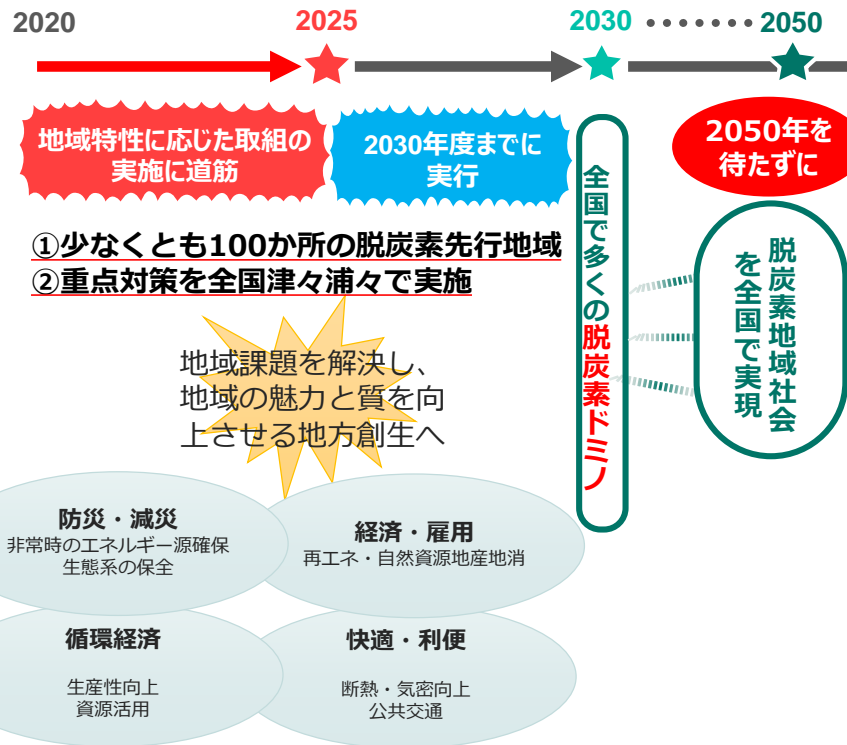 2020
2025
2030
・・・・・・・
2050
地域特性に応じた取組の
実施に道筋
2030年度までに
実行
2050年を
待たずに
①少なくとも100か所の脱炭素先行地域
②重点対策を全国津々浦々で実施
全国で多くの脱炭素ドミノ
脱炭素地域社会
を全国で実現
地域課題を解決し、
地域の魅力と質を向
上させる地方創生へ
防災・減災
非常時のエネルギー源確保
生態系の保全
経済・雇用
再エネ・自然資源地産地消
循環経済
生産性向上
資源活用
快適・利便
断熱・気密向上
公共交通